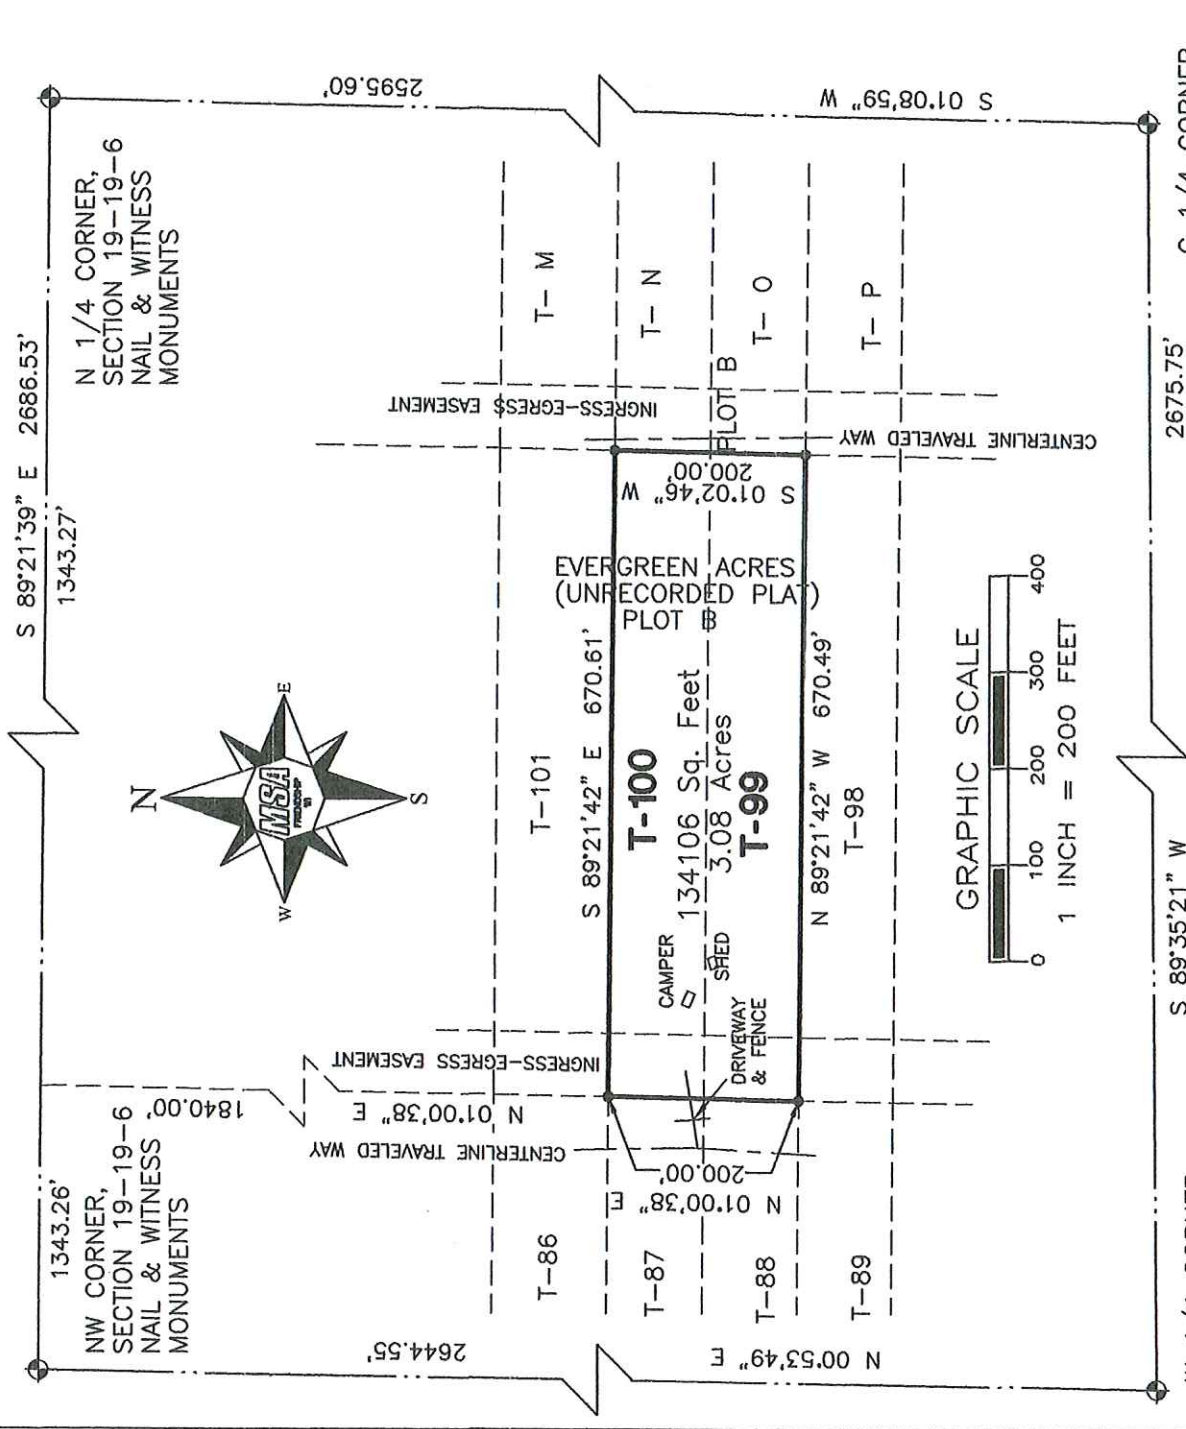 S 89°21'39" E 2686.53'
1343.26'
1343.27'
NW CORNER,
SECTION 19-19-6
NAIL & WITNESS
MONUMENTS
N 1/4 CORNER,
SECTION 19-19-6
NAIL & WITNESS
MONUMENTS
1840.00'
N 01°00'38" E
N
E
S
W
MSA
FRIENDSHIP
2644.55'
N 00°53'49" E
2595.60'
S 01°08'59" W
CENTERLINE TRAVELED WAY
INGRESS-EGRESS EASEMENT
INGRESS-EGRESS EASEMENT
CENTERLINE TRAVELED WAY
T-86
T-87
T-88
T-89
T-101
T- M
T- N
T- O
T- P
PLOT B
S 89°21'42" E 670.61'
EVERGREEN ACRES
(UNRECORDED PLAT)
PLOT B
T-100
134106 Sq. Feet
3.08 Acres
T-99
CAMPER
SHED
DRIVEWAY
& FENCE
N 01°00'38" E
200.00'
S 01°02'46" W
200.00'
N 89°21'42" W 670.49'
T-98
GRAPHIC SCALE
0 100 200 300 400
1 INCH = 200 FEET
S 89°35'21" W
2675.75'
1/4 CORNER